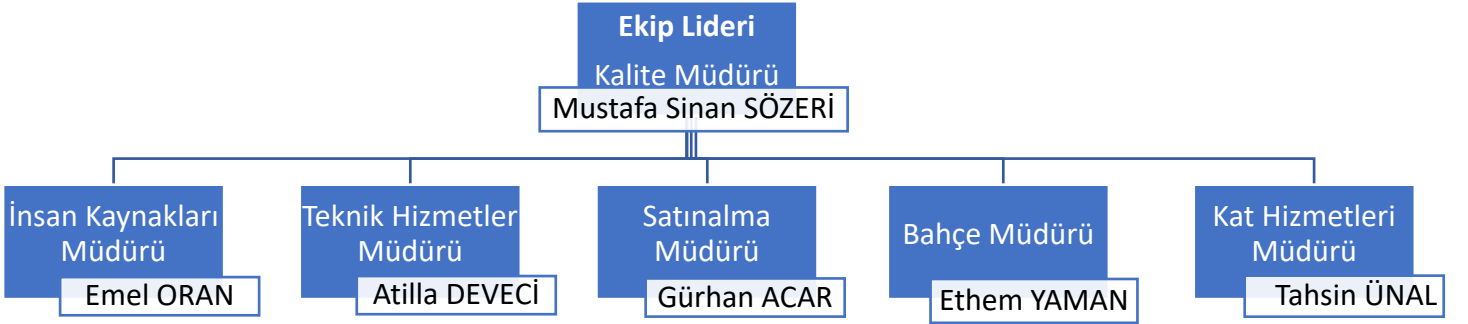 Ekip Lideri
Kalite Müdürü
Mustafa Sinan SÖZERİ
İnsan Kaynakları
Müdürü
Emel ORAN
Teknik Hizmetler
Müdürü
Atilla DEVECİ
Satınalma
Müdürü
Gürhan ACAR
Bahçe Müdürü
Ethem YAMAN
Kat Hizmetleri
Müdürü
Tahsin ÜNAL